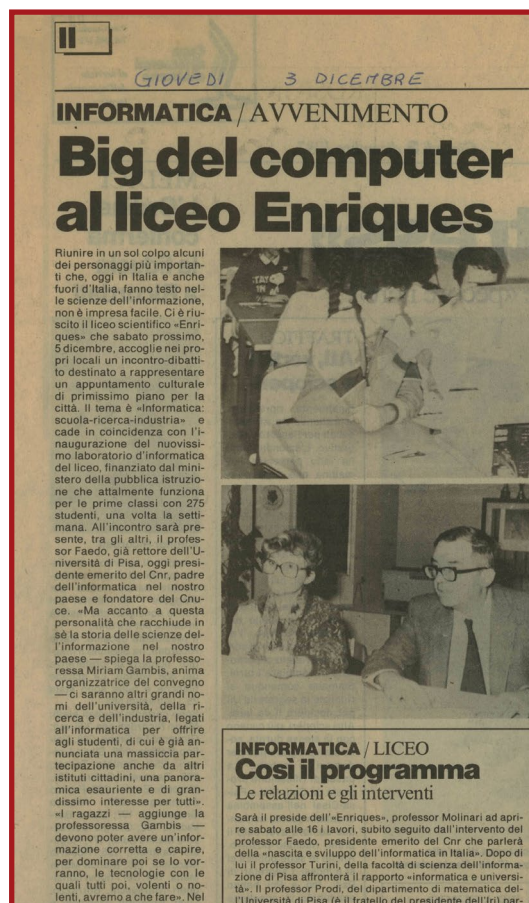 II
GIOVEDI 3 DICEMBRE
INFORMATICA / AVVENIMENTO
Big del computer
al liceo Enriques
Riunire in un sol colpo alcuni
dei personaggi più importan-
ti che, oggi in Italia e anche
fuori d'Italia, fanno testo nel-
le scienze dell'informazione,
non è impresa facile. Ci è riu-
scito il liceo scientifico «Enri-
ques» che sabato prossimo,
5 dicembre, accoglie nei pro-
pri locali un incontro-dibatti-
to destinato a rappresentare
un appuntamento culturale
di primissimo piano per la
città. Il tema è «Informatica:
scuola-ricerca-industria» e
cade in coincidenza con l'i-
naugurazione del nuovissi-
mo laboratorio d'informatica
del liceo, finanziato dal mini-
stero della pubblica istruzio-
ne che attalmente funziona
per le prime classi con 275
studenti, una volta la setti-
mana. All'incontro sarà pre-
sente, tra gli altri, il profes-
sor Faedo, già rettore dell'U-
niversità di Pisa, oggi presi-
dente emerito del Cnr, padre
dell'informatica nel nostro
paese e fondatore del Cnu-
ce. «Ma accanto a questa
personalità che racchiude in
sè la storia delle scienze del-
l'informazione nel nostro
paese — spiega la professo-
ressa Miriam Gambis, anima
organizzatrice del convegno
— ci saranno altri grandi no-
mi dell'università, della ri-
cerca e dell'industria, legati
all'informatica per offrire
agli studenti, di cui è già an-
nunciata una massiccia par-
tecipazione anche da altri
istituti cittadini, una panora-
mica esauriente e di gran-
dissimo interesse per tutti».
«I ragazzi — aggiunge la
professoressa Gambis —
devono poter avere un'infor-
mazione corretta e capire,
per dominare poi se lo vor-
ranno, le tecnologie con le
quali tutti poi, volenti o no-
lenti, avremo a che fare». Nel
INFORMATICA / LICEO
Così il programma
Le relazioni e gli interventi
Sarà il preside dell'«Enriques», professor Molinari ad apri-
re sabato alle 16 i lavori, subito seguito dall'intervento del
professor Faedo, presidente emerito del Cnr che parlerà
della «nascita e sviluppo dell'informatica in Italia». Dopo di
lui il professor Turini, della facoltà di scienza dell'informa-
zione di Pisa affronterà il rapporto «informatica e universi-
tà». Il professor Prodi, del dipartimento di matematica del-
l'Università di Pisa (è il fratello del presidente dell'Iri) par-